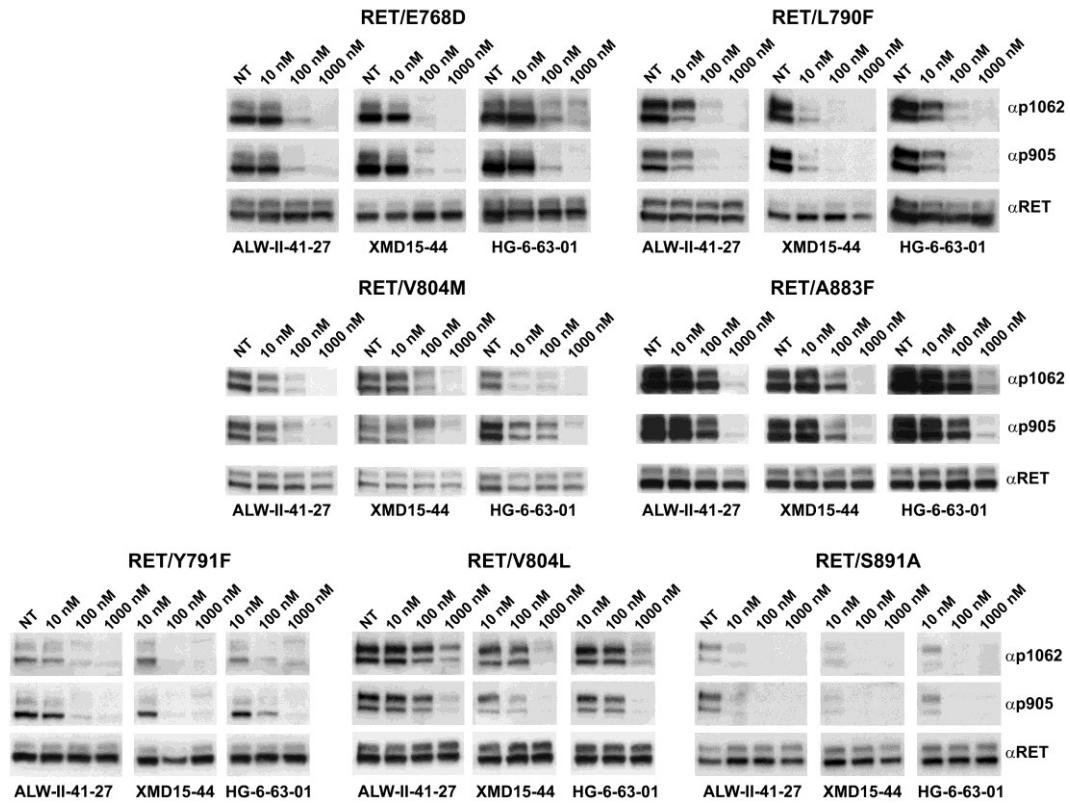 RET/E768D RET/L790F
NT 10 nM 100 nM 1000 nM NT 10 nM 100 nM 1000 nM NT 10 nM 100 nM 1000 nM NT 10 nM 100 nM 1000 nM NT 10 nM 100 nM 1000 nM NT 10 nM 100 nM 1000 nM
αp1062
αp905
αRET
ALW-II-41-27 XMD15-44 HG-6-63-01 ALW-II-41-27 XMD15-44 HG-6-63-01
RET/V804M RET/A883F
NT 10 nM 100 nM 1000 nM NT 10 nM 100 nM 1000 nM NT 10 nM 100 nM 1000 nM NT 10 nM 100 nM 1000 nM NT 10 nM 100 nM 1000 nM NT 10 nM 100 nM 1000 nM
αp1062
αp905
αRET
ALW-II-41-27 XMD15-44 HG-6-63-01 ALW-II-41-27 XMD15-44 HG-6-63-01
RET/Y791F RET/V804L RET/S891A
NT 10 nM 100 nM 1000 nM 10 nM 100 nM 1000 nM 10 nM 100 nM 1000 nM NT 10 nM 100 nM 1000 nM 10 nM 100 nM 1000 nM 10 nM 100 nM 1000 nM NT 10 nM 100 nM 1000 nM 10 nM 100 nM 1000 nM 10 nM 100 nM 1000 nM
αp1062
αp905
αRET
ALW-II-41-27 XMD15-44 HG-6-63-01 ALW-II-41-27 XMD15-44 HG-6-63-01 ALW-II-41-27 XMD15-44 HG-6-63-01